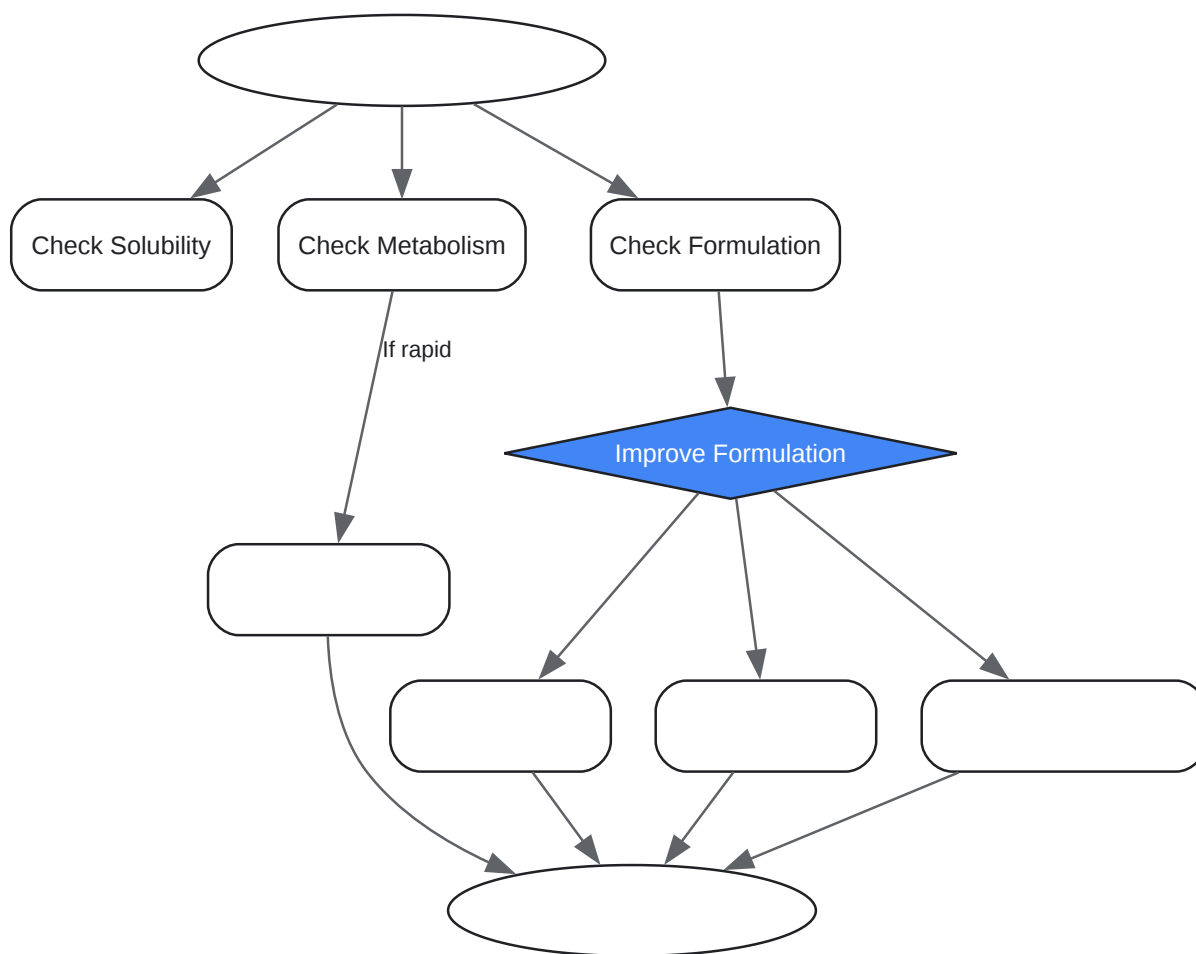 Check Solubility
Check Metabolism
Check Formulation
If rapid
Improve Formulation